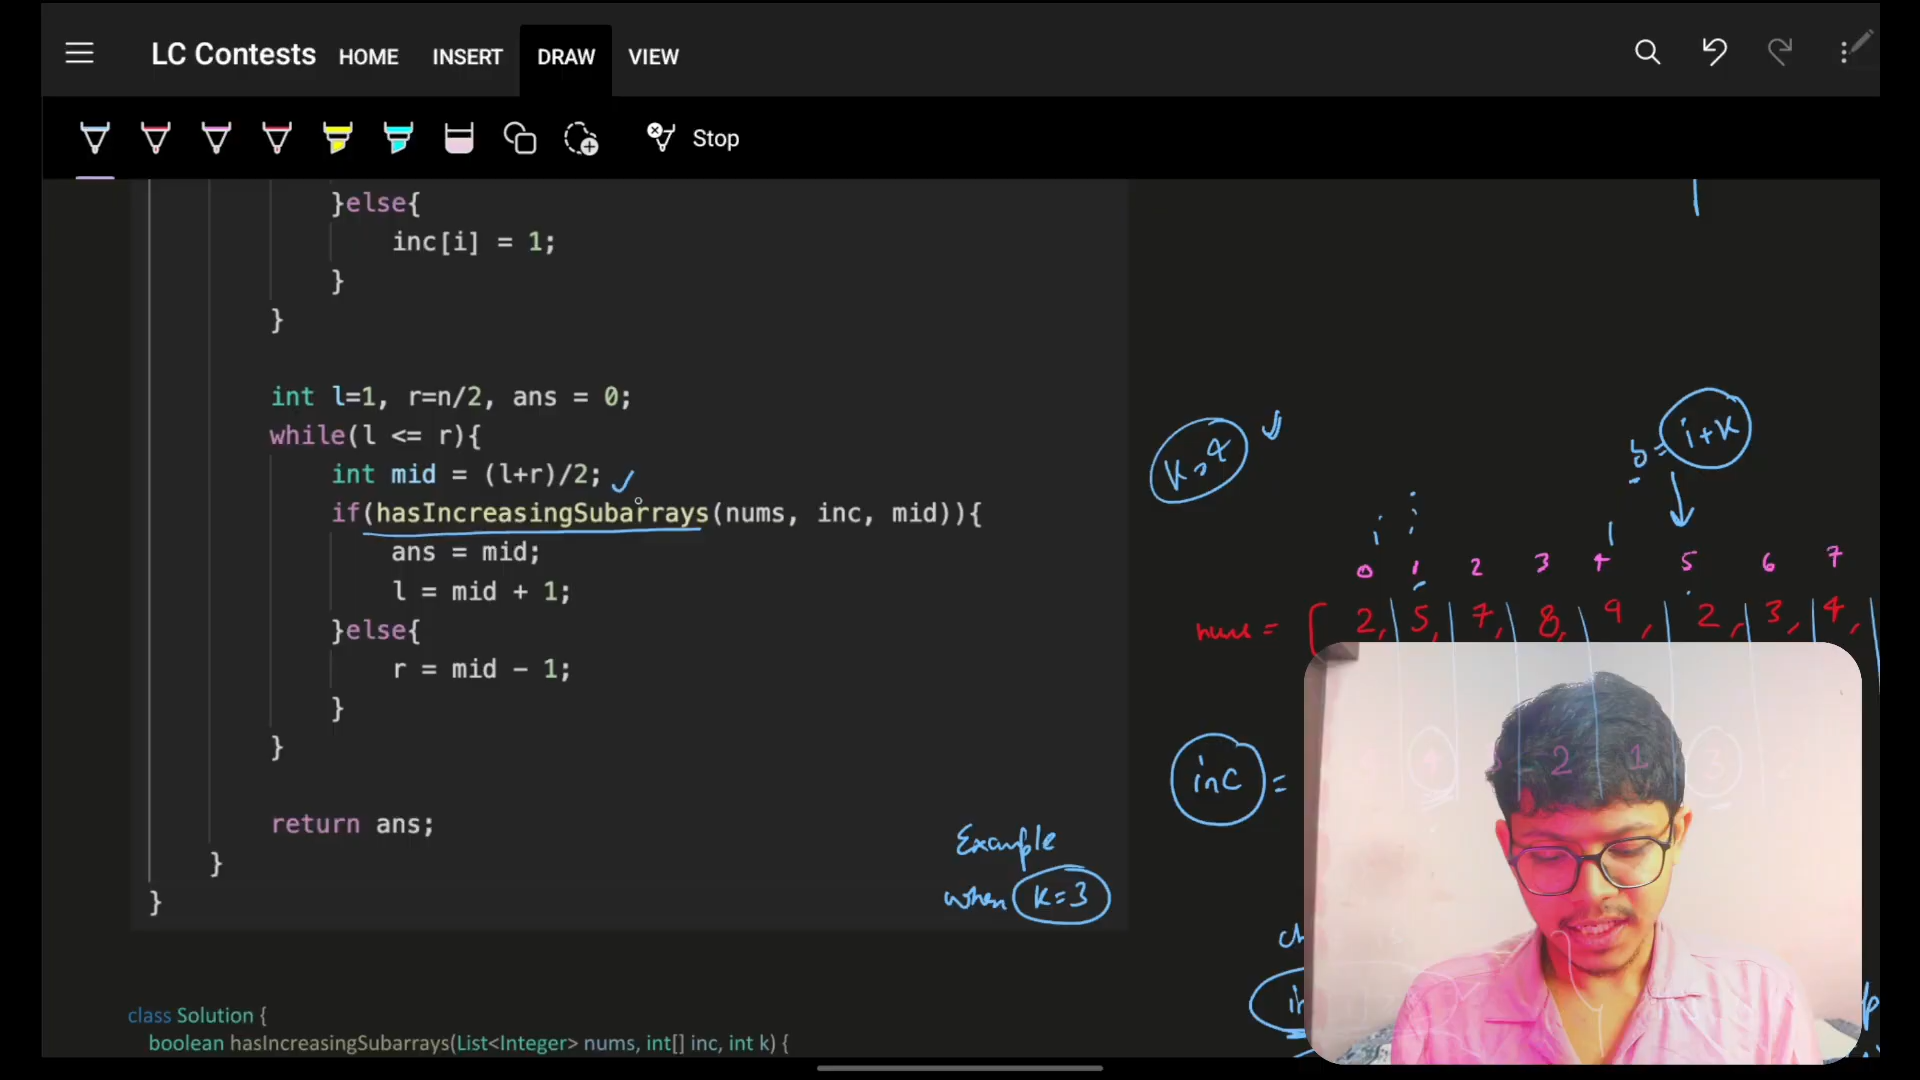 LC Contests HOME INSERT DRAW VIEW
Stop
}else{
inc[i] = 1;
}
}
int l=1, r=n/2, ans = 0;
while(l <= r){
int mid = (l+r)/2;
if(hasIncreasingSubarrays(nums, inc, mid)){
ans = mid;
l = mid + 1;
}else{
r = mid - 1;
}
}
return ans;
}
}
class Solution {
boolean hasIncreasingSubarrays(List<Integer> nums, int[] inc, int k) {
Example
when K=3
b= i+K
0 1 2 3 4 5 6 7
nums = [ 2, 5, 7, 8, 9, 2, 3, 4,
inc =
2 1 3